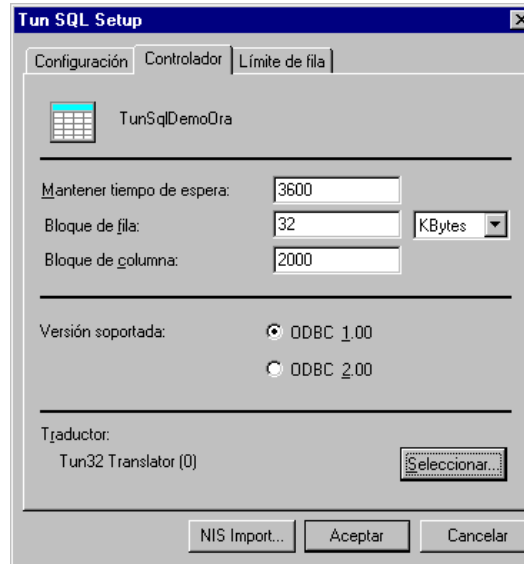 Tun SQL Setup
Configuración Controlador Límite de fila
TunSqlDemoOra
Mantener tiempo de espera: 3600
Bloque de fila: 32 KBytes
Bloque de columna: 2000
Versión soportada: ODBC 1.00
ODBC 2.00
Traductor:
Tun32 Translator (0)
Seleccionar...
NIS Import... Aceptar Cancelar